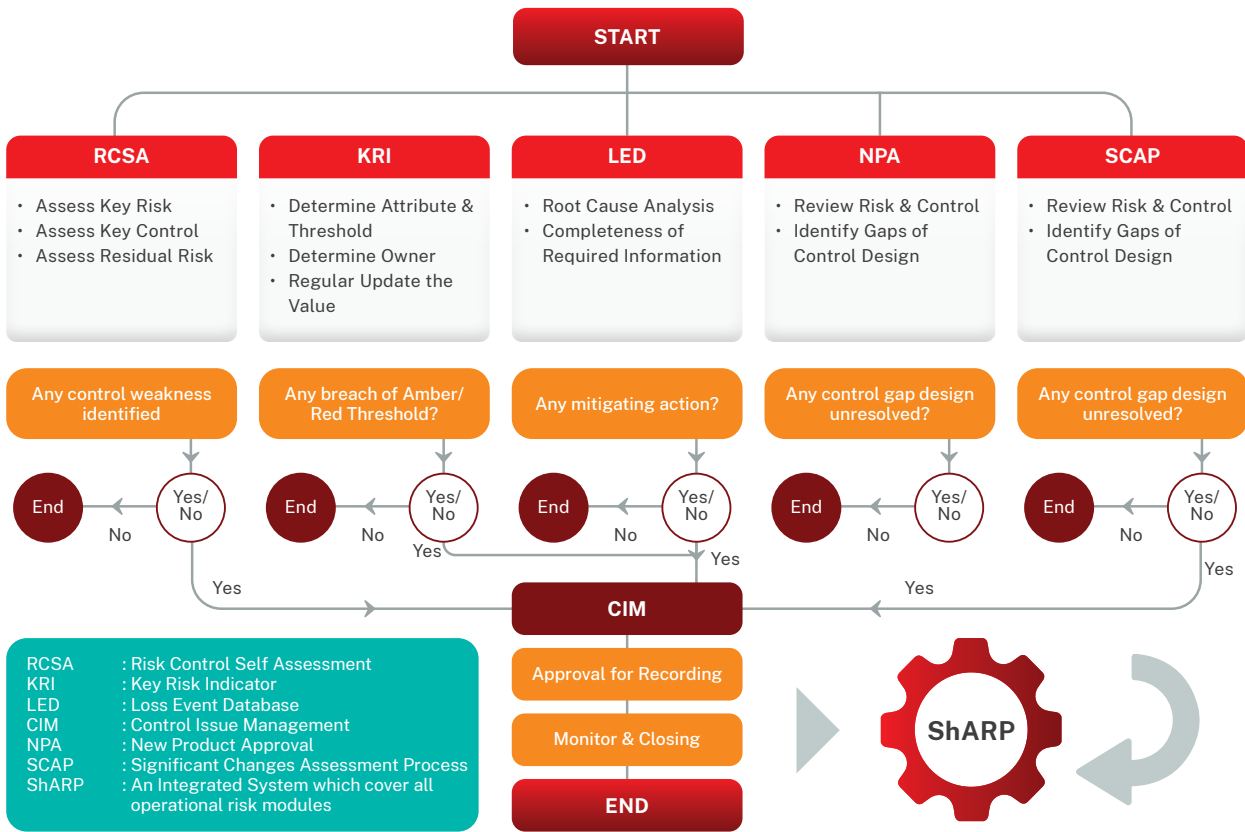 START
RCSA
• Assess Key Risk
• Assess Key Control
• Assess Residual Risk
KRI
• Determine Attribute &
Threshold
• Determine Owner
• Regular Update the
Value
LED
• Root Cause Analysis
• Completeness of
Required Information
NPA
• Review Risk & Control
• Identify Gaps of
Control Design
SCAP
• Review Risk & Control
• Identify Gaps of
Control Design
Any control weakness
identified
Any breach of Amber/
Red Threshold?
Any mitigating action?
Any control gap design
unresolved?
Any control gap design
unresolved?
End
No
Yes/
No
End
No
Yes/
No
End
No
Yes/
No
End
No
Yes/
No
End
No
Yes/
No
Yes
Yes
Yes
Yes
Yes
CIM
Approval for Recording
Monitor & Closing
END
RCSA : Risk Control Self Assessment
KRI : Key Risk Indicator
LED : Loss Event Database
CIM : Control Issue Management
NPA : New Product Approval
SCAP : Significant Changes Assessment Process
ShARP : An Integrated System which cover all
operational risk modules
ShARP